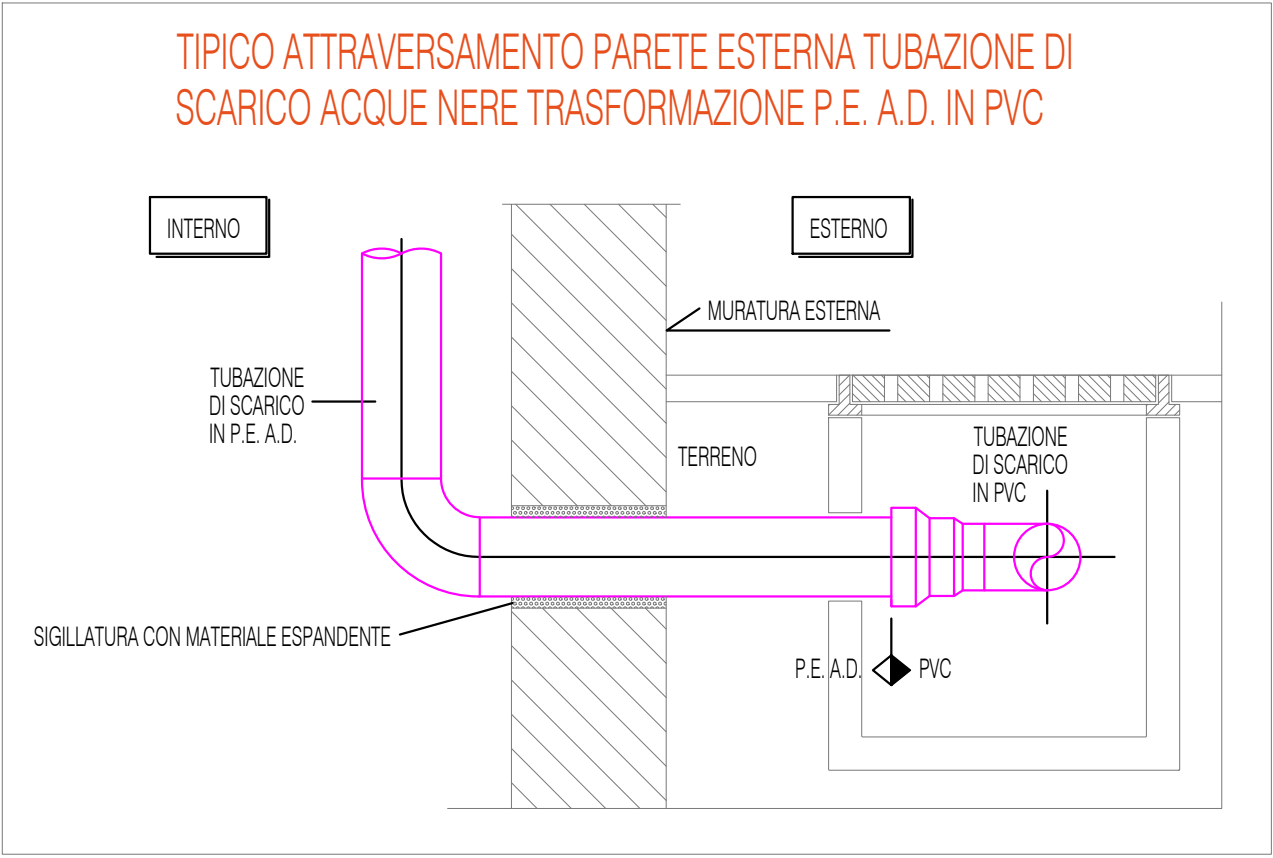 TIPICO ATTRAVERSAMENTO PARETE ESTERNA TUBAZIONE DI
SCARICO ACQUE NERE TRASFORMAZIONE P.E. A.D. IN PVC
INTERNO
ESTERNO
MURATURA ESTERNA
TUBAZIONE
DI SCARICO
IN P.E. A.D.
TERRENO
TUBAZIONE
DI SCARICO
IN PVC
SIGILLATURA CON MATERIALE ESPANDENTE
P.E. A.D. PVC